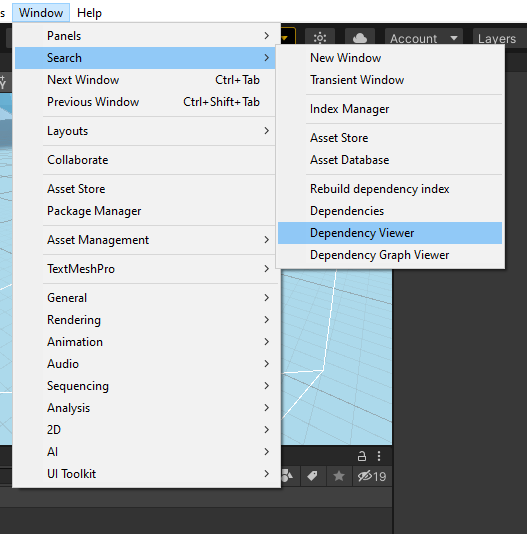 s Window Help
Panels
Search
Next Window Ctrl+Tab
Previous Window Ctrl+Shift+Tab
Layouts
Collaborate
Asset Store
Package Manager
Asset Management
TextMeshPro
General
Rendering
Animation
Audio
Sequencing
Analysis
2D
AI
UI Toolkit
Account Layers
New Window
Transient Window
Index Manager
Asset Store
Asset Database
Rebuild dependency index
Dependencies
Dependency Viewer
Dependency Graph Viewer
Y
19